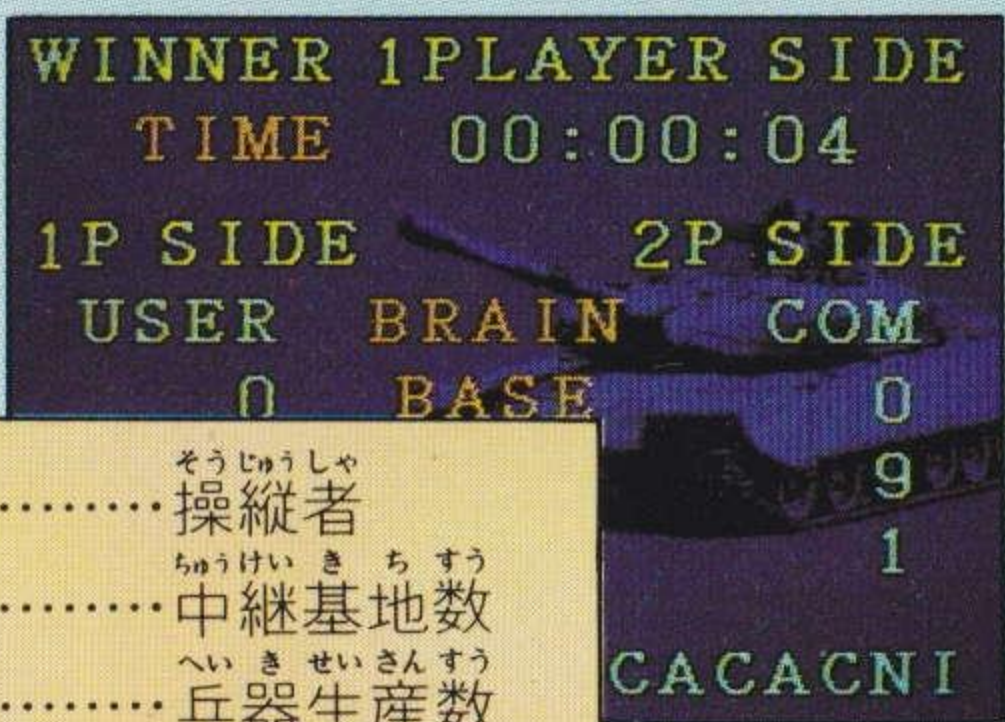 WINNER 1PLAYER SIDE
TIME 00:00:04
1P SIDE 2P SIDE
USER BRAIN COM
0 BASE 0
9
1
CACACNI
そうじゅうしゃ
………操縦者
ちゅうけいきちすう
………中継基地数
へいきせいさんすう
………兵器生産数